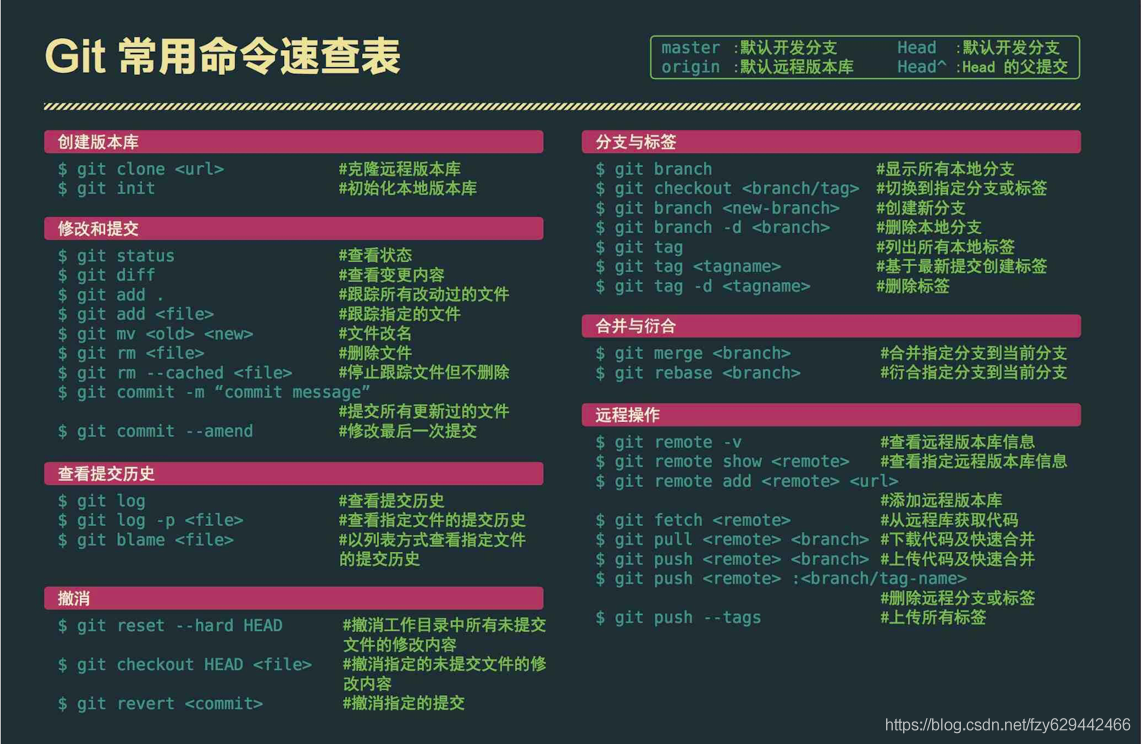 Git 常用命令速查表
master :默认开发分支 Head :默认开发分支
origin :默认远程版本库 Head^ :Head 的父提交
创建版本库
$ git clone <url> #克隆远程版本库
$ git init #初始化本地版本库
修改和提交
$ git status #查看状态
$ git diff #查看变更内容
$ git add . #跟踪所有改动过的文件
$ git add <file> #跟踪指定的文件
$ git mv <old> <new> #文件改名
$ git rm <file> #删除文件
$ git rm --cached <file> #停止跟踪文件但不删除
$ git commit -m “commit message”
#提交所有更新过的文件
$ git commit --amend #修改最后一次提交
查看提交历史
$ git log #查看提交历史
$ git log -p <file> #查看指定文件的提交历史
$ git blame <file> #以列表方式查看指定文件
的提交历史
撤消
$ git reset --hard HEAD #撤消工作目录中所有未提交
文件的修改内容
$ git checkout HEAD <file> #撤消指定的未提交文件的修
改内容
$ git revert <commit> #撤消指定的提交
分支与标签
$ git branch #显示所有本地分支
$ git checkout <branch/tag> #切换到指定分支或标签
$ git branch <new-branch> #创建新分支
$ git branch -d <branch> #删除本地分支
$ git tag #列出所有本地标签
$ git tag <tagname> #基于最新提交创建标签
$ git tag -d <tagname> #删除标签
合并与衍合
$ git merge <branch> #合并指定分支到当前分支
$ git rebase <branch> #衍合指定分支到当前分支
远程操作
$ git remote -v #查看远程版本库信息
$ git remote show <remote> #查看指定远程版本库信息
$ git remote add <remote> <url>
#添加远程版本库
$ git fetch <remote> #从远程库获取代码
$ git pull <remote> <branch> #下载代码及快速合并
$ git push <remote> <branch> #上传代码及快速合并
$ git push <remote> :<branch/tag-name>
#删除远程分支或标签
$ git push --tags #上传所有标签
https://blog.csdn.net/fzy629442466